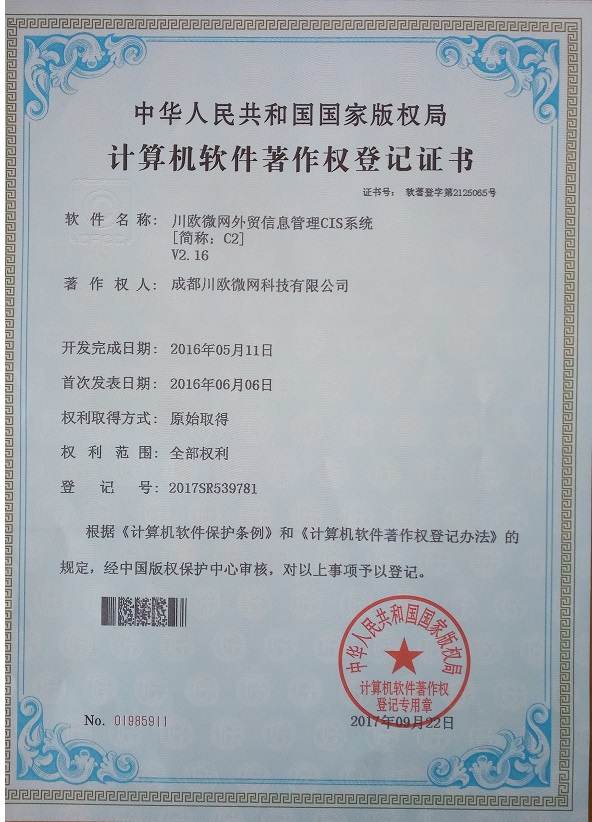 中华人民共和国国家版权局
计算机软件著作权登记证书
证书号： 软著登字第2125065号
软件名称： 川欧微网外贸信息管理CIS系统
[简称：C2]
V2.16
著作权人： 成都川欧微网科技有限公司
开发完成日期： 2016年05月11日
首次发表日期： 2016年06月06日
权利取得方式： 原始取得
权利范围： 全部权利
登记号： 2017SR539781
根据《计算机软件保护条例》和《计算机软件著作权登记办法》的
规定，经中国版权保护中心审核，对以上事项予以登记。
中华人民共和国国家版权局
计算机软件著作权
登记专用章
No. 01985911
2017年09月22日